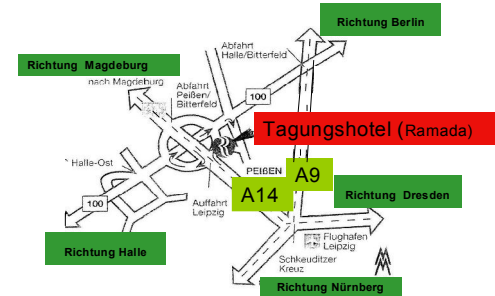 Richtung Berlin
Abfahrt
Halle/Bitterfeld
Richtung Magdeburg
nach Magdeburg
Abfahrt
Peißen/
Bitterfeld
100
Tagungshotel (Ramada)
Halle-Ost
PEIßEN
A9
A14
Richtung Dresden
100
Auffahrt
Leipzig
Richtung Halle
Flughafen
Leipzig
Schkeuditzer
Kreuz
Richtung Nürnberg